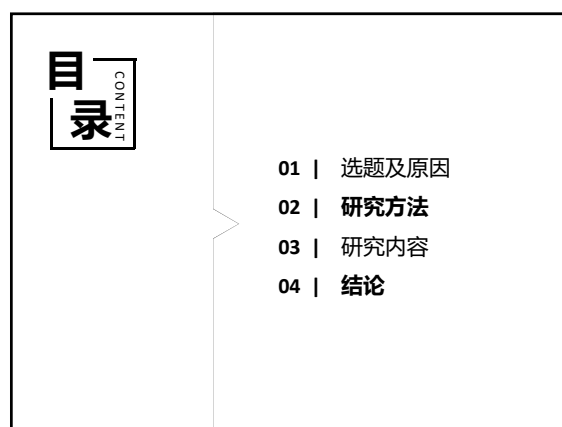 目录
CONTENT
01 | 选题及原因
02 | 研究方法
03 | 研究内容
04 | 结论